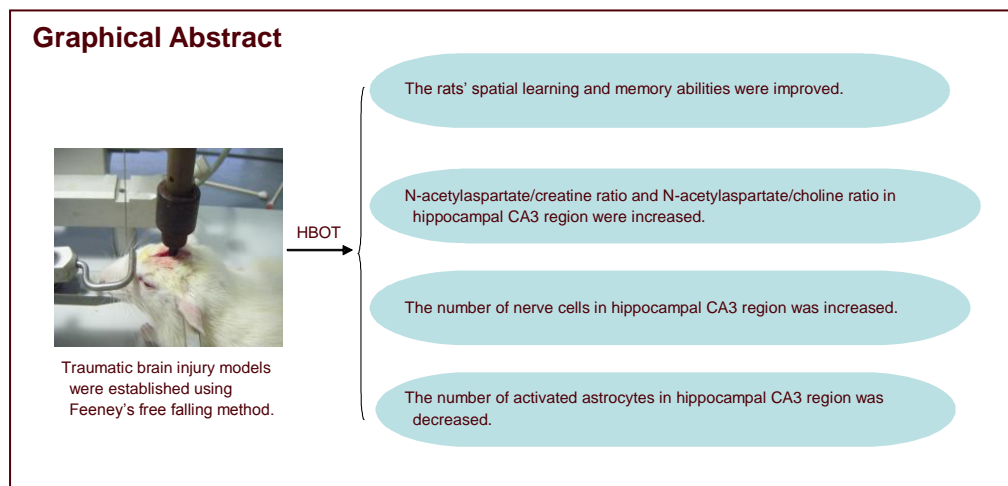 Graphical Abstract
The rats' spatial learning and memory abilities were improved.
N-acetylaspartate/creatine ratio and N-acetylaspartate/choline ratio in
hippocampal CA3 region were increased.
HBOT
The number of nerve cells in hippocampal CA3 region was increased.
Traumatic brain injury models
were established using
Feeney's free falling method.
The number of activated astrocytes in hippocampal CA3 region was
decreased.